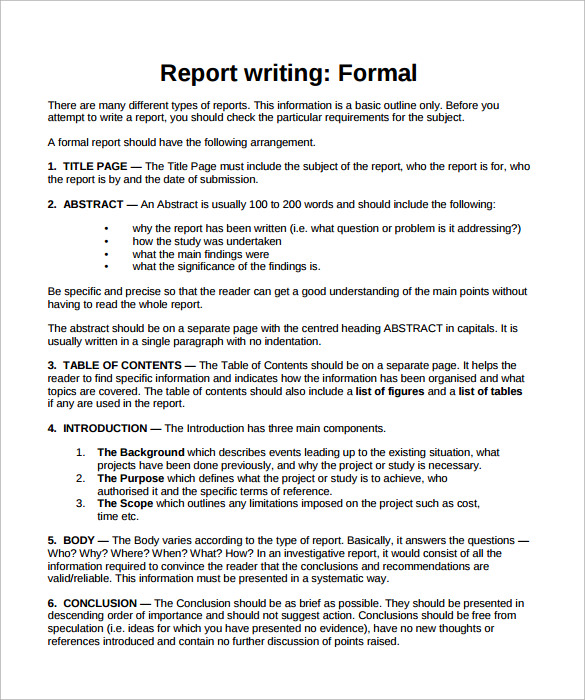 Report writing: Formal
There are many different types of reports. This information is a basic outline only. Before you
attempt to write a report, you should check the particular requirements for the subject.
A formal report should have the following arrangement.
1. TITLE PAGE — The Title Page must include the subject of the report, who the report is for, who
the report is by and the date of submission.
2. ABSTRACT — An Abstract is usually 100 to 200 words and should include the following:
• why the report has been written (i.e. what question or problem is it addressing?)
• how the study was undertaken
• what the main findings were
• what the significance of the findings is.
Be specific and precise so that the reader can get a good understanding of the main points without
having to read the whole report.
The abstract should be on a separate page with the centred heading ABSTRACT in capitals. It is
usually written in a single paragraph with no indentation.
3. TABLE OF CONTENTS — The Table of Contents should be on a separate page. It helps the
reader to find specific information and indicates how the information has been organised and what
topics are covered. The table of contents should also include a list of figures and a list of tables
if any are used in the report.
4. INTRODUCTION — The Introduction has three main components.
1. The Background which describes events leading up to the existing situation, what
projects have been done previously, and why the project or study is necessary.
2. The Purpose which defines what the project or study is to achieve, who
authorised it and the specific terms of reference.
3. The Scope which outlines any limitations imposed on the project such as cost,
time etc.
5. BODY — The Body varies according to the type of report. Basically, it answers the questions —
Who? Why? Where? When? What? How? In an investigative report, it would consist of all the
information required to convince the reader that the conclusions and recommendations are
valid/reliable. This information must be presented in a systematic way.
6. CONCLUSION — The Conclusion should be as brief as possible. They should be presented in
descending order of importance and should not suggest action. Conclusions should be free from
speculation (i.e. ideas for which you have presented no evidence), have no new thoughts or
references introduced and contain no further discussion of points raised.